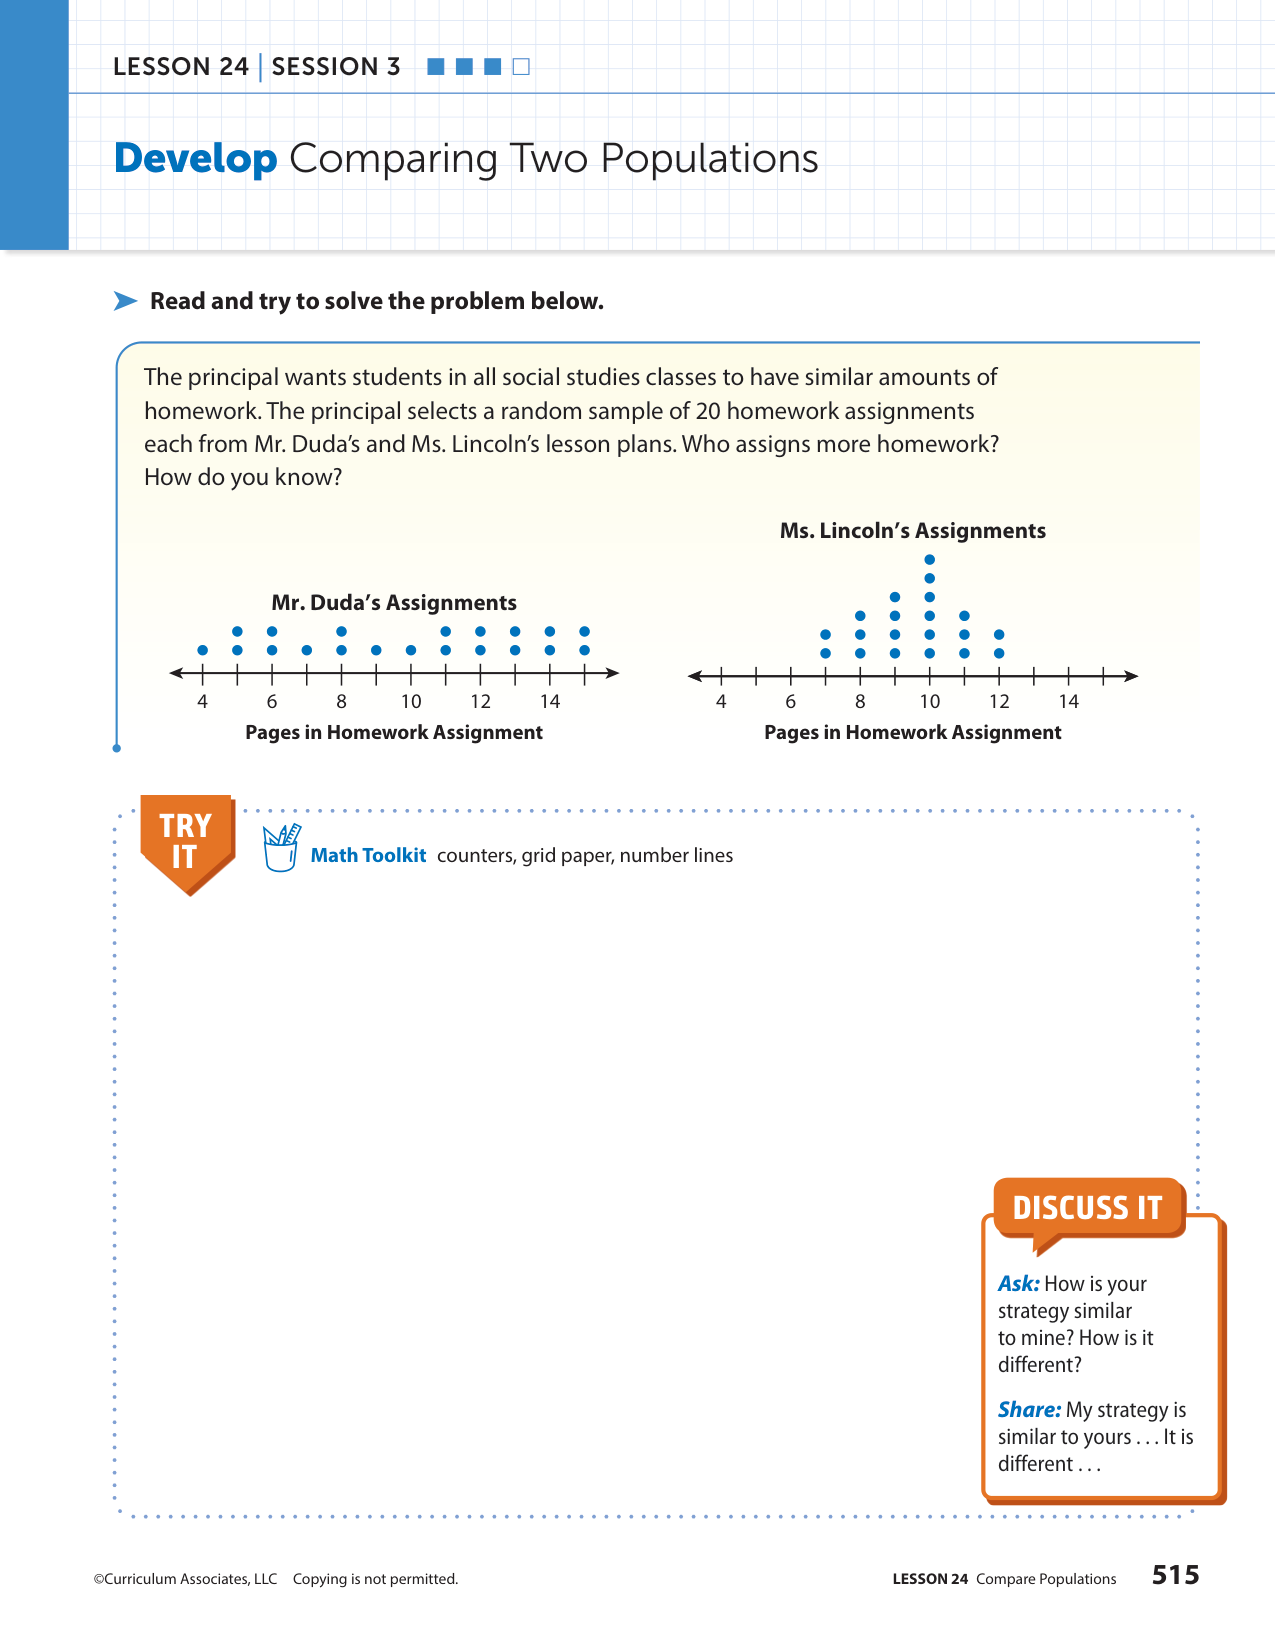 LESSON 24 | SESSION 3
Develop Comparing Two Populations
Read and try to solve the problem below.
The principal wants students in all social studies classes to have similar amounts of
homework. The principal selects a random sample of 20 homework assignments
each from Mr. Duda’s and Ms. Lincoln’s lesson plans. Who assigns more homework?
How do you know?
Mr. Duda’s Assignments
4 6 8 10 12 14
Pages in Homework Assignment
Ms. Lincoln’s Assignments
4 6 8 10 12 14
Pages in Homework Assignment
TRY
IT
Math Toolkit counters, grid paper, number lines
DISCUSS IT
Ask: How is your
strategy similar
to mine? How is it
different?
Share: My strategy is
similar to yours . . . It is
different . . .
©Curriculum Associates, LLC Copying is not permitted.
LESSON 24 Compare Populations 515